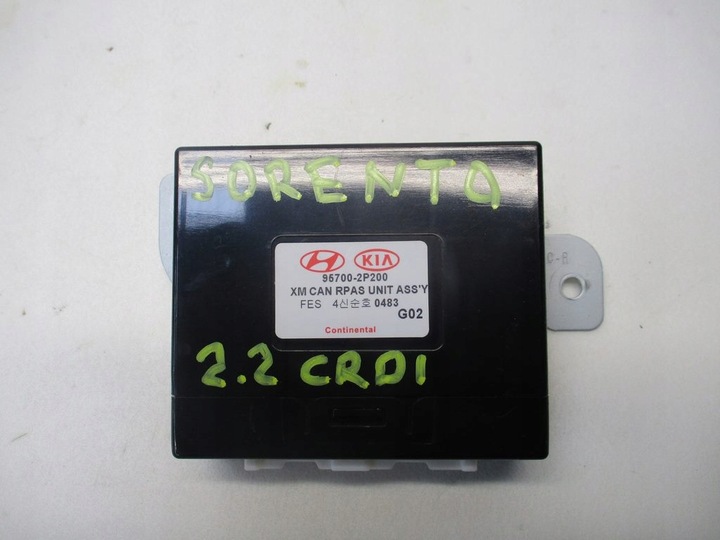 SORENTO
KIA
95700-2P200
XM CAN RPAS UNIT ASS'Y
FES 4신순호 0483
G02
Continental
2.2 CRDI